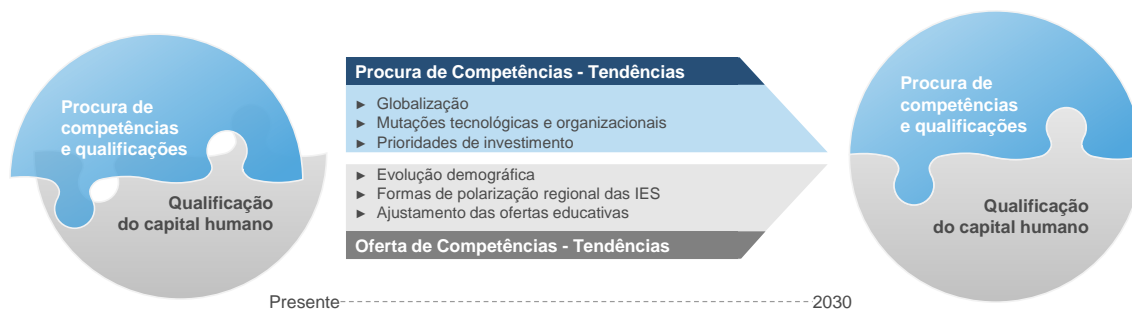 Procura de
competências
e qualificações
Qualificação
do capital humano
Procura de Competências - Tendências
► Globalização
► Mutações tecnológicas e organizacionais
► Prioridades de investimento
► Evolução demográfica
► Formas de polarização regional das IES
► Ajustamento das ofertas educativas
Oferta de Competências - Tendências
Procura de
competências
e qualificações
Qualificação
do capital humano
Presente
2030